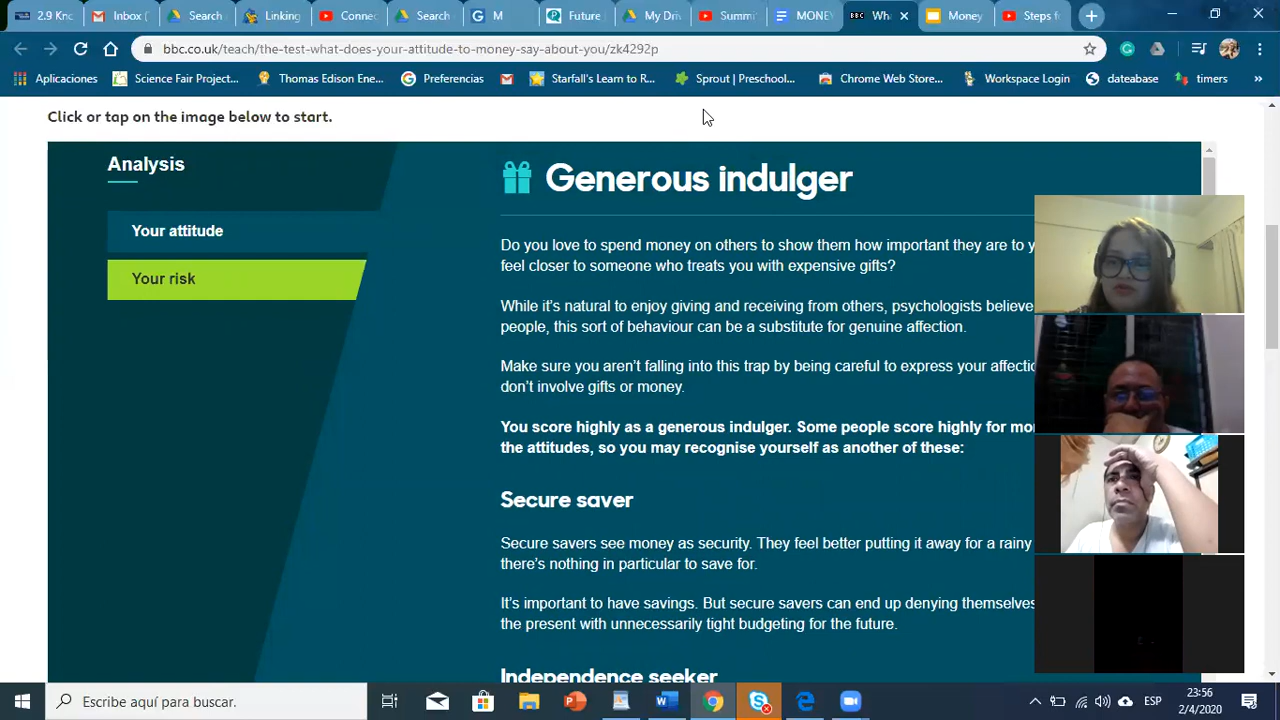 2.9 Kno
Inbox (
Search
Linking
Connec
Search
M
Future
My Driv
Summ
MONEY
BBC Wha
Money
Steps fo
bbc.co.uk/teach/the-test-what-does-your-attitude-to-money-say-about-you/zk4292p
Aplicaciones
Science Fair Project...
Thomas Edison Ene...
Preferencias
Starfall's Learn to R...
Sprout | Preschool...
Chrome Web Store...
Workspace Login
dateabase
timers
»
Click or tap on the image below to start.
Analysis
Your attitude
Your risk
Generous indulger
Do you love to spend money on others to show them how important they are to y
feel closer to someone who treats you with expensive gifts?
While it's natural to enjoy giving and receiving from others, psychologists believe
people, this sort of behaviour can be a substitute for genuine affection.
Make sure you aren't falling into this trap by being careful to express your affectio
don't involve gifts or money.
You score highly as a generous indulger. Some people score highly for mor
the attitudes, so you may recognise yourself as another of these:
Secure saver
Secure savers see money as security. They feel better putting it away for a rainy
there's nothing in particular to save for.
It's important to have savings. But secure savers can end up denying themselves
the present with unnecessarily tight budgeting for the future.
Independence seeker
Escribe aquí para buscar.
ESP
23:56
2/4/2020